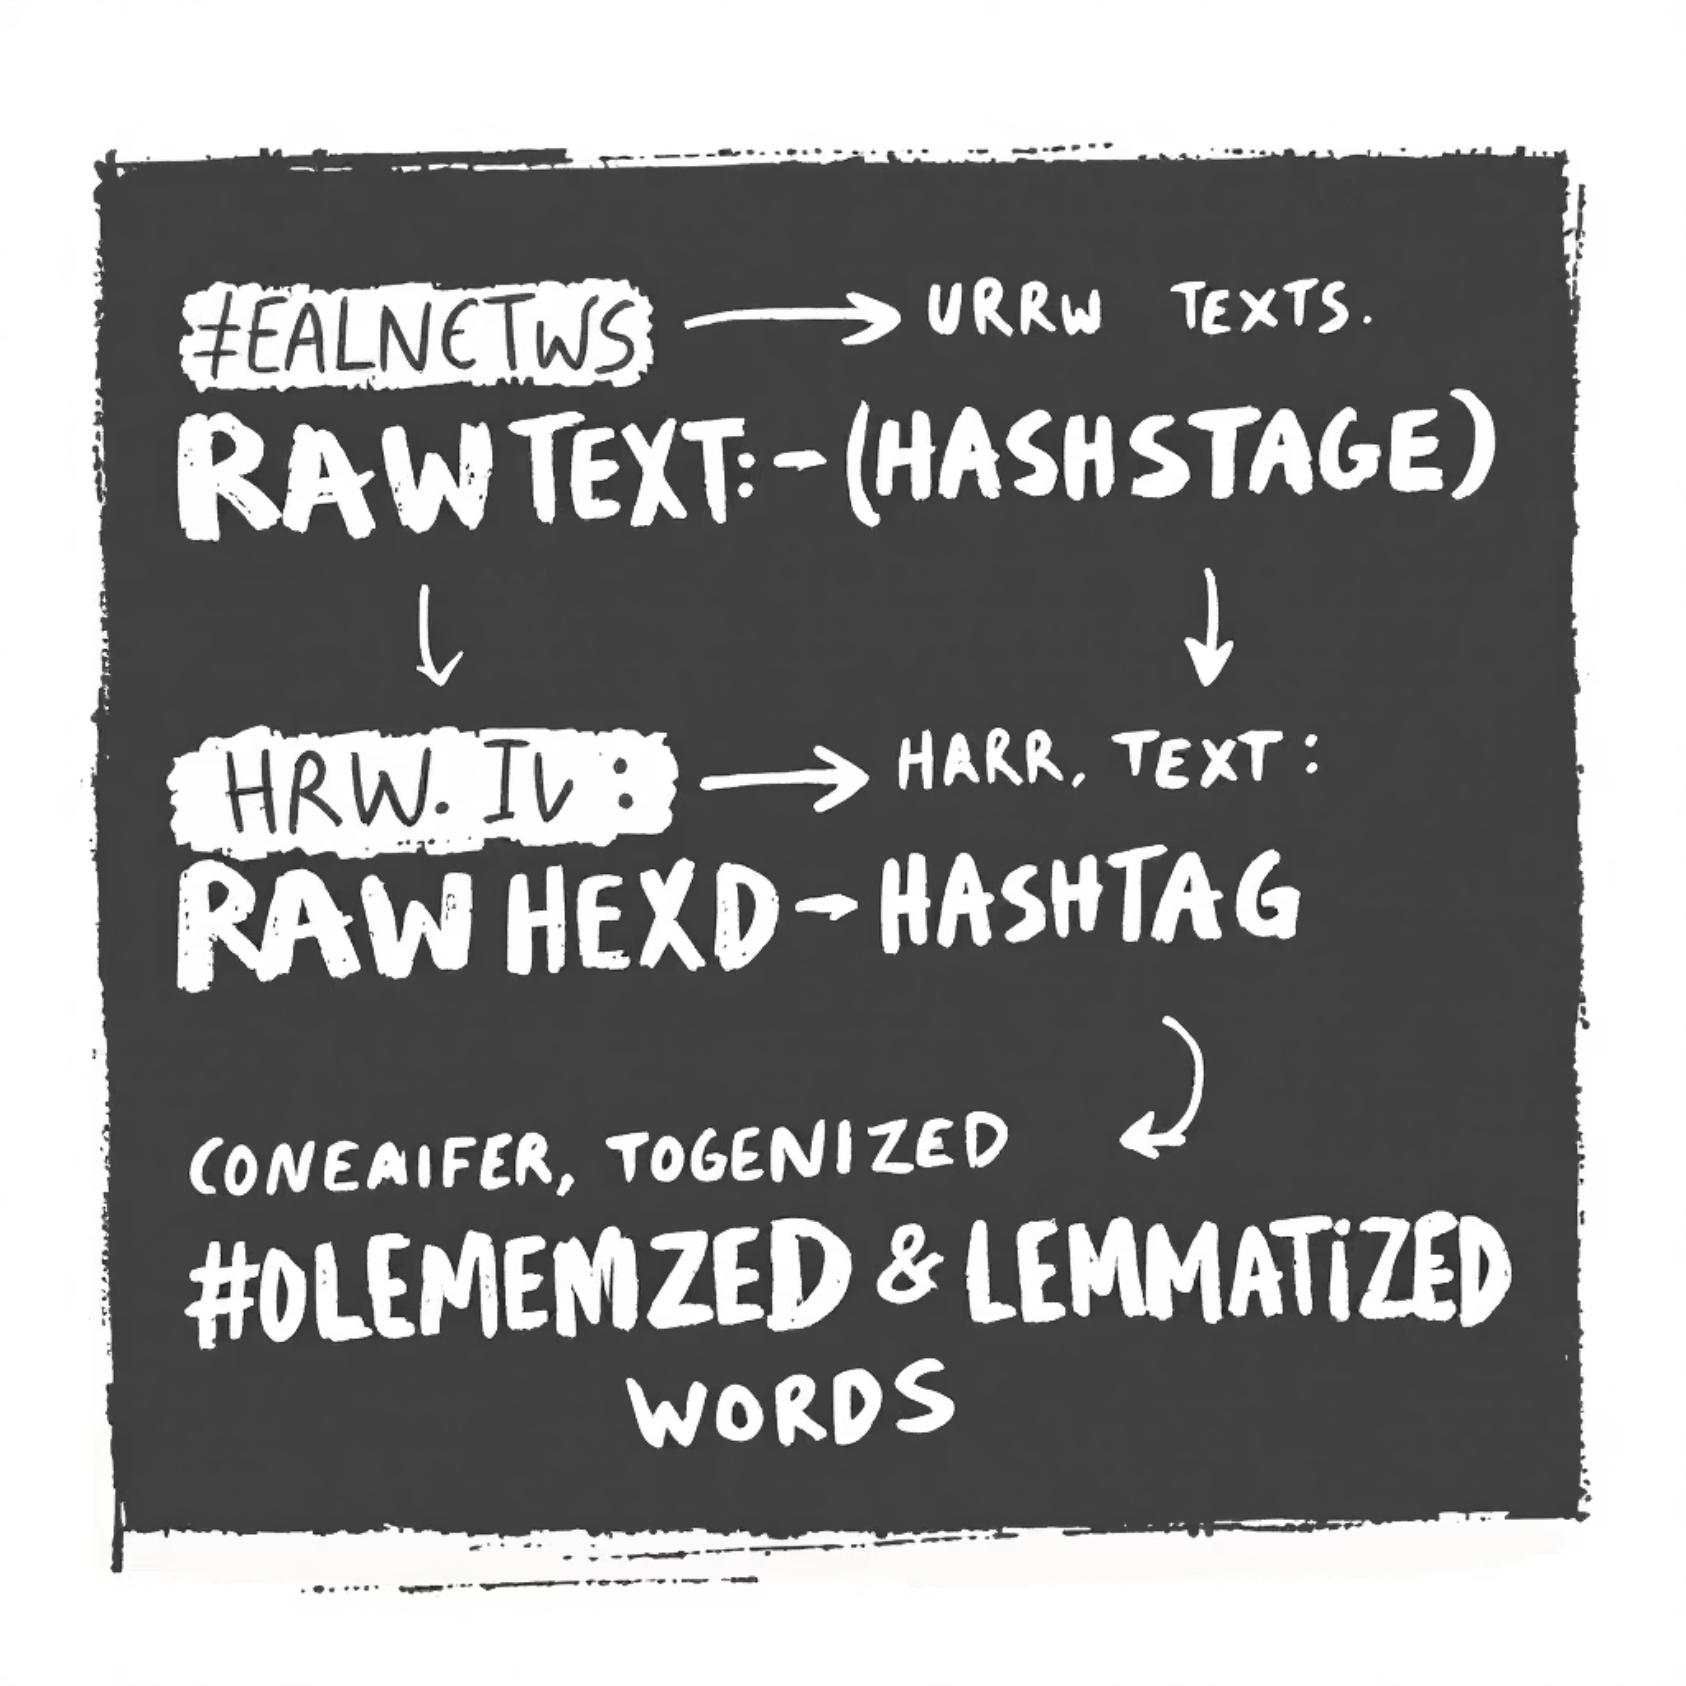 #EALNETWS → URRW TEXTS.
RAW TEXT:- (HASHSTAGE)
HRW. IV : → HARR, TEXT :
RAW HEXD → HASHTAG
CONEAIFER, TOGENIZED
#OLEMEMZED & LEMMATiZED
WORDS